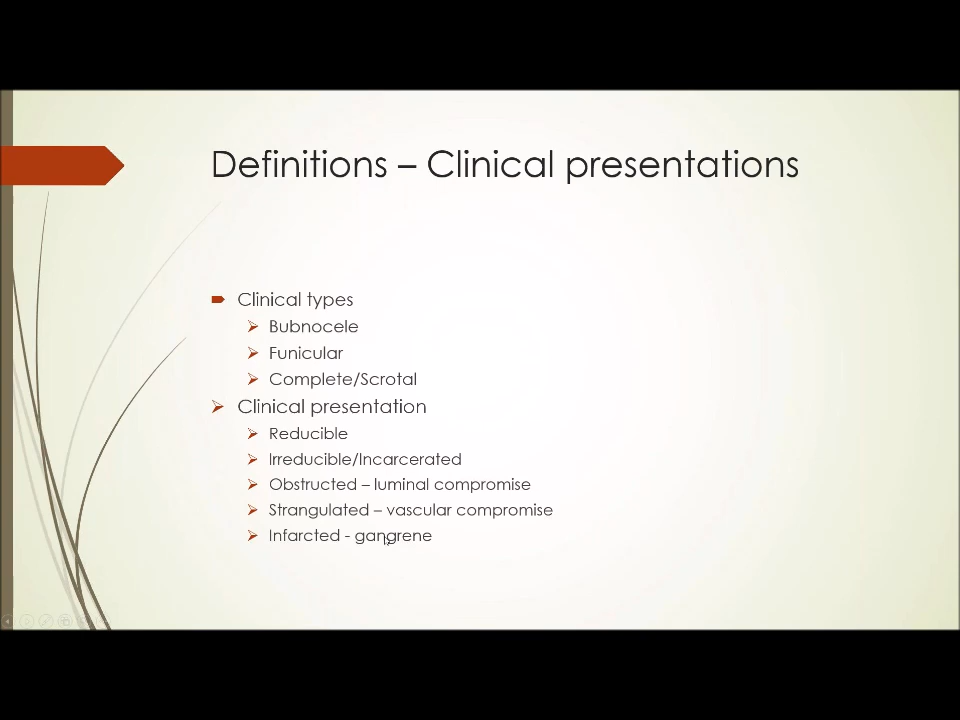 Definitions – Clinical presentations
Clinical types
Bubnocele
Funicular
Complete/Scrotal
Clinical presentation
Reducible
Irreducible/Incarcerated
Obstructed – luminal compromise
Strangulated – vascular compromise
Infarcted - gangrene